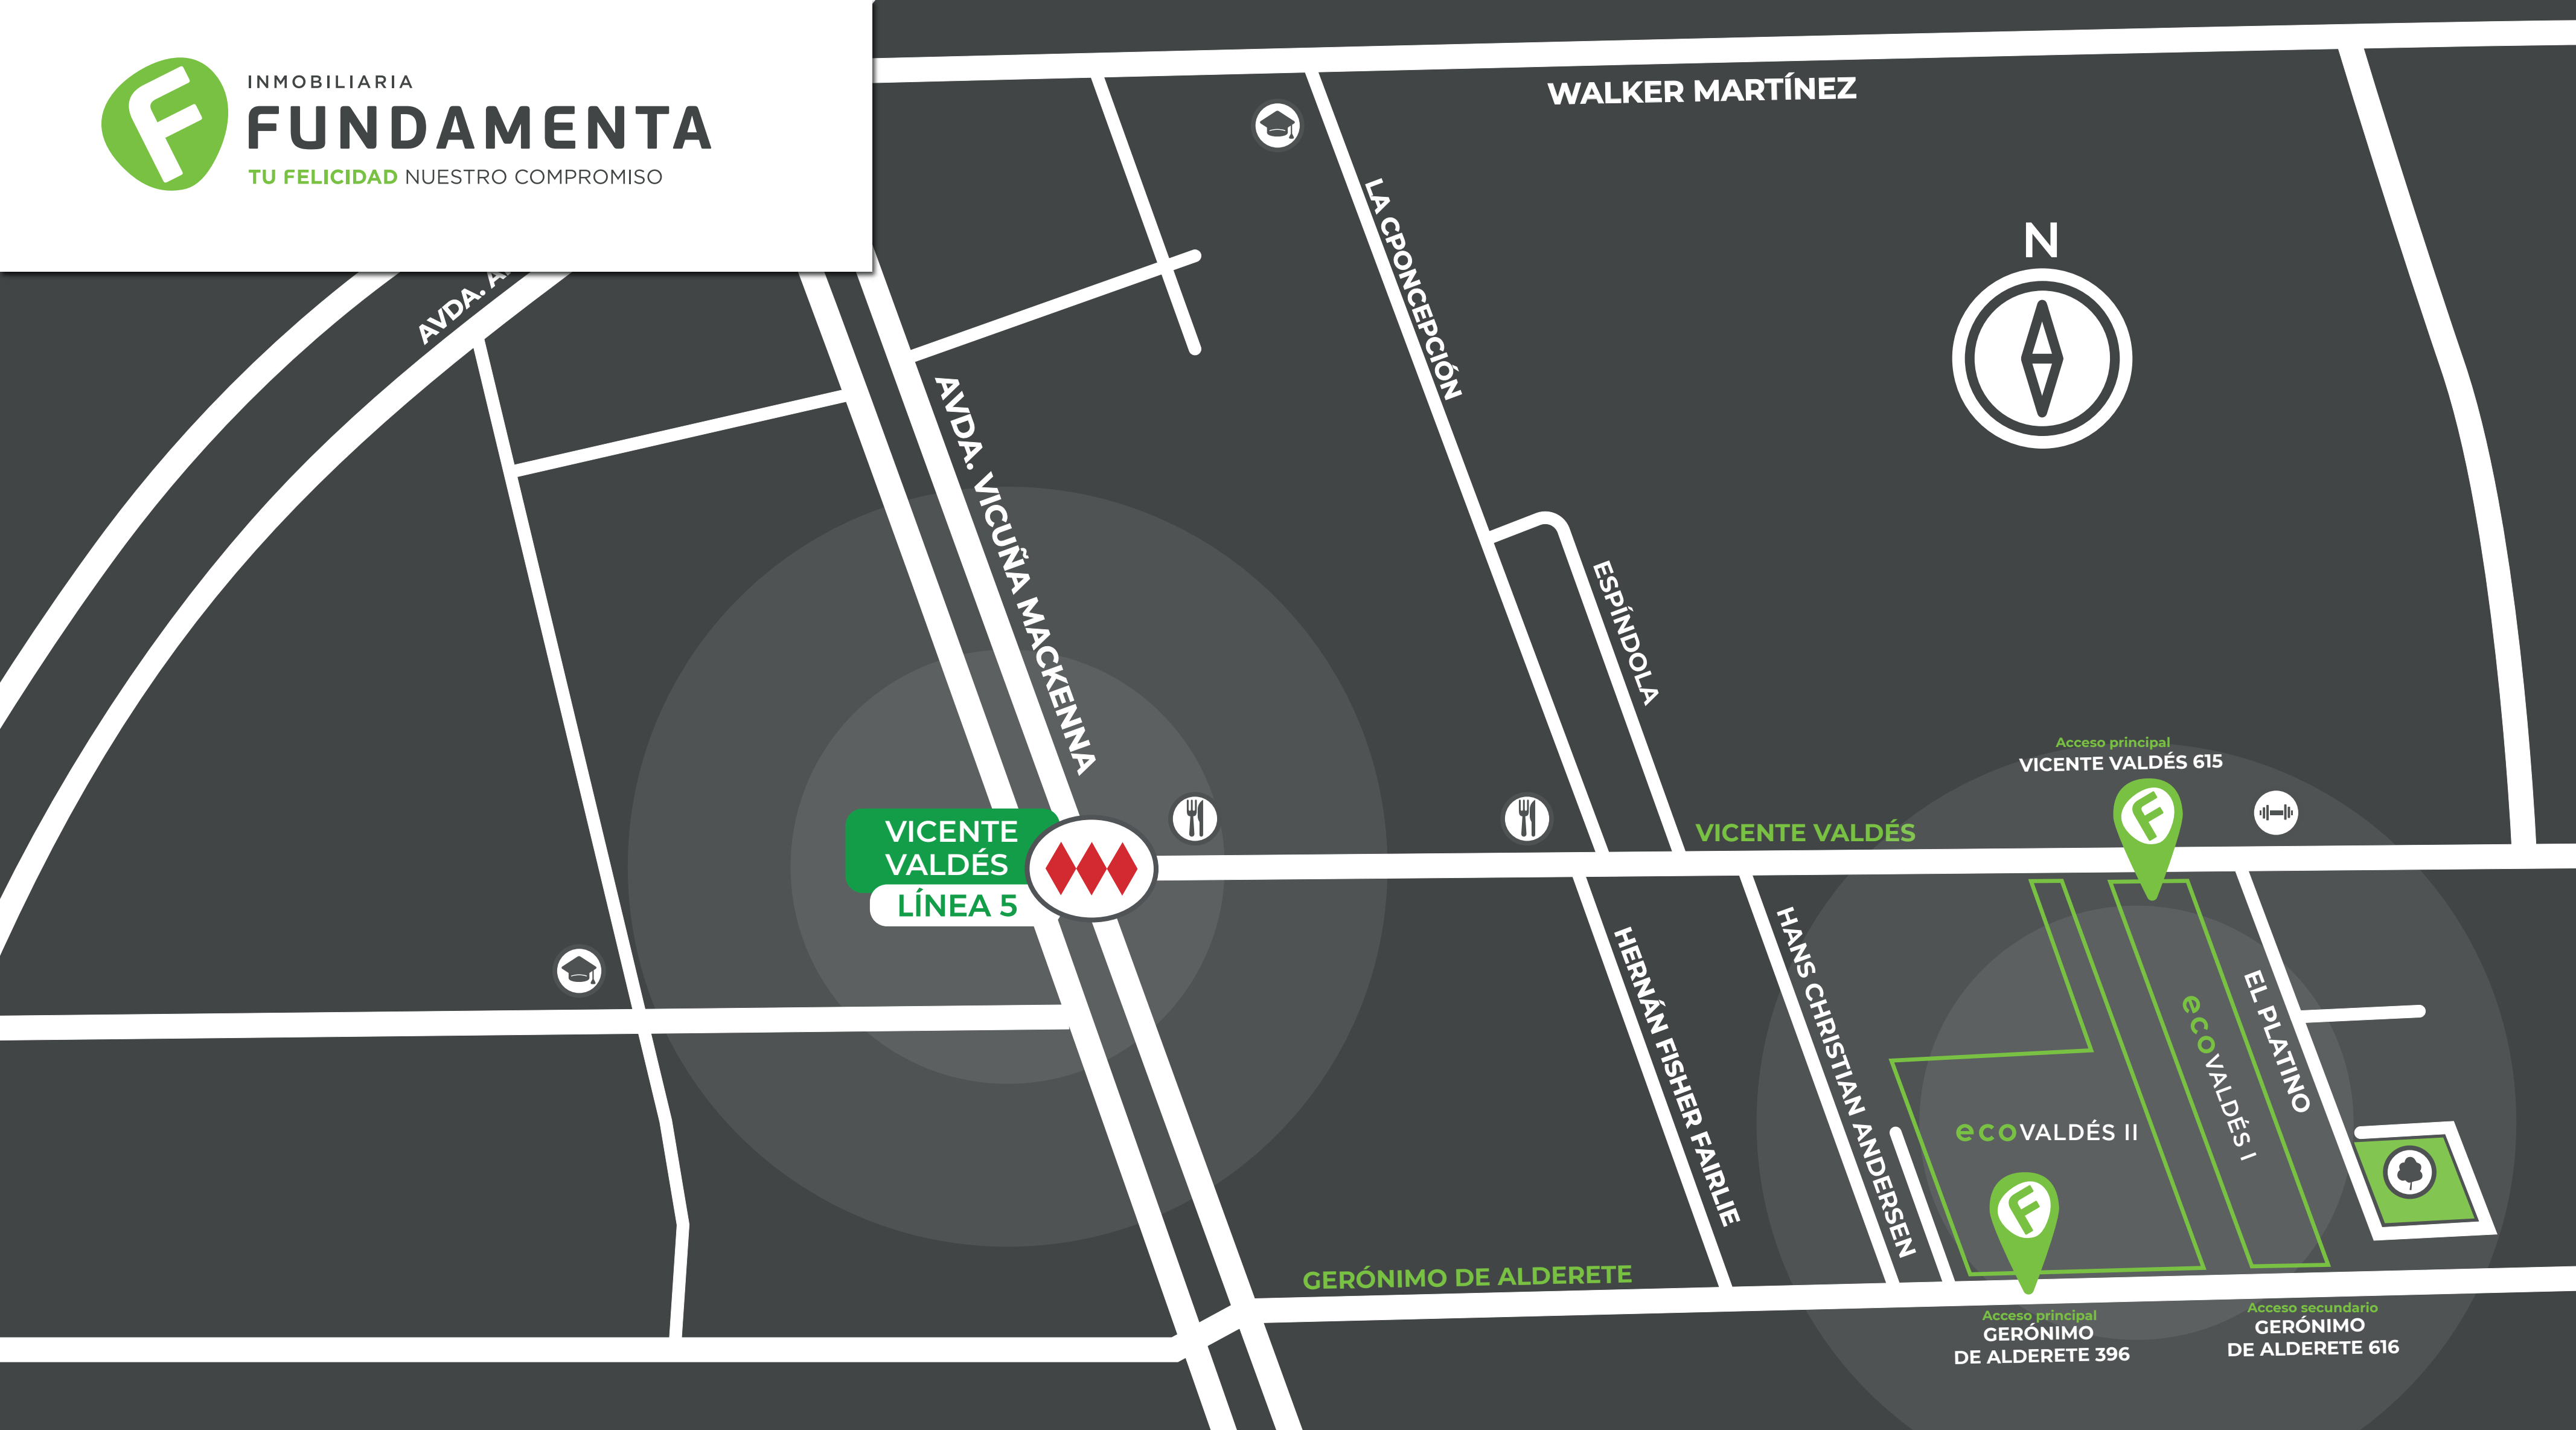 INMOBILIARIA
FUNDAMENTA
TU FELICIDAD NUESTRO COMPROMISO
WALKER MARTÍNEZ
N
LA CPONCEPCIÓN
AVDA.
AVDA. VICUÑA MACKENNA
ESPÍNDOLA
Acceso principal
VICENTE VALDÉS 615
VICENTE
VALDÉS
LÍNEA 5
VICENTE VALDÉS
HERNÁN FISHER FAIRLIE
HANS CHRISTIAN ANDERSEN
EL PLATINO
ecoVALDÉS I
ecoVALDÉS II
GERÓNIMO DE ALDERETE
Acceso principal
GERÓNIMO
DE ALDERETE 396
Acceso secundario
GERÓNIMO
DE ALDERETE 616